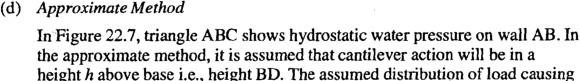 (d) Approximate Method
In Figure 22.7, triangle ABC shows hydrostatic water pressure on wall AB. In
the approximate method, it is assumed that cantilever action will be in a
height h above base i.e., height BD. The assumed distribution of load causing